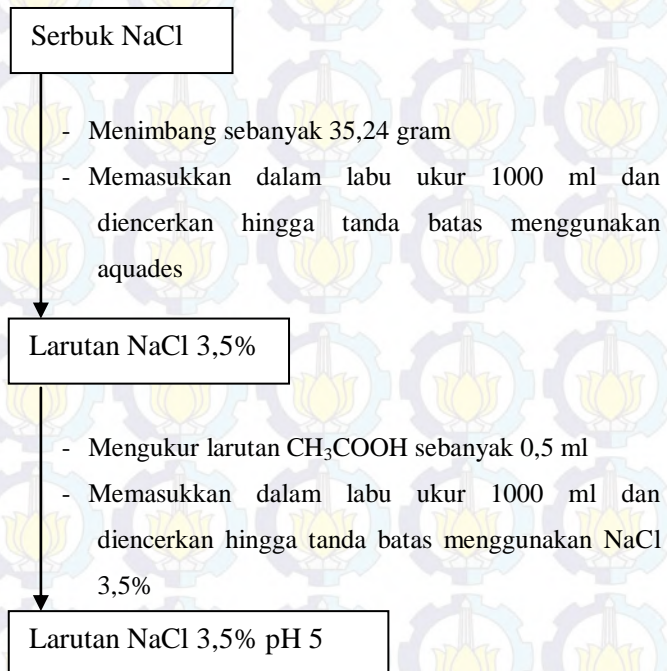 Serbuk NaCl
- Menimbang sebanyak 35,24 gram
- Memasukkan dalam labu ukur 1000 ml dan
diencerkan hingga tanda batas menggunakan
aquades
Larutan NaCl 3,5%
- Mengukur larutan CH₃COOH sebanyak 0,5 ml
- Memasukkan dalam labu ukur 1000 ml dan
diencerkan hingga tanda batas menggunakan NaCl
3,5%
Larutan NaCl 3,5% pH 5